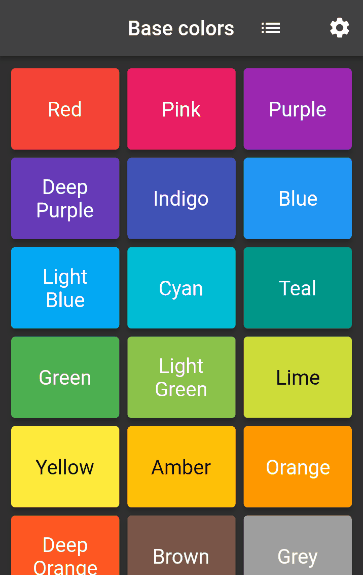 Base colors
Red
Pink
Purple
Deep
Purple
Indigo
Blue
Light
Blue
Cyan
Teal
Green
Light
Green
Lime
Yellow
Amber
Orange
Deep
Orange
Brown
Grey